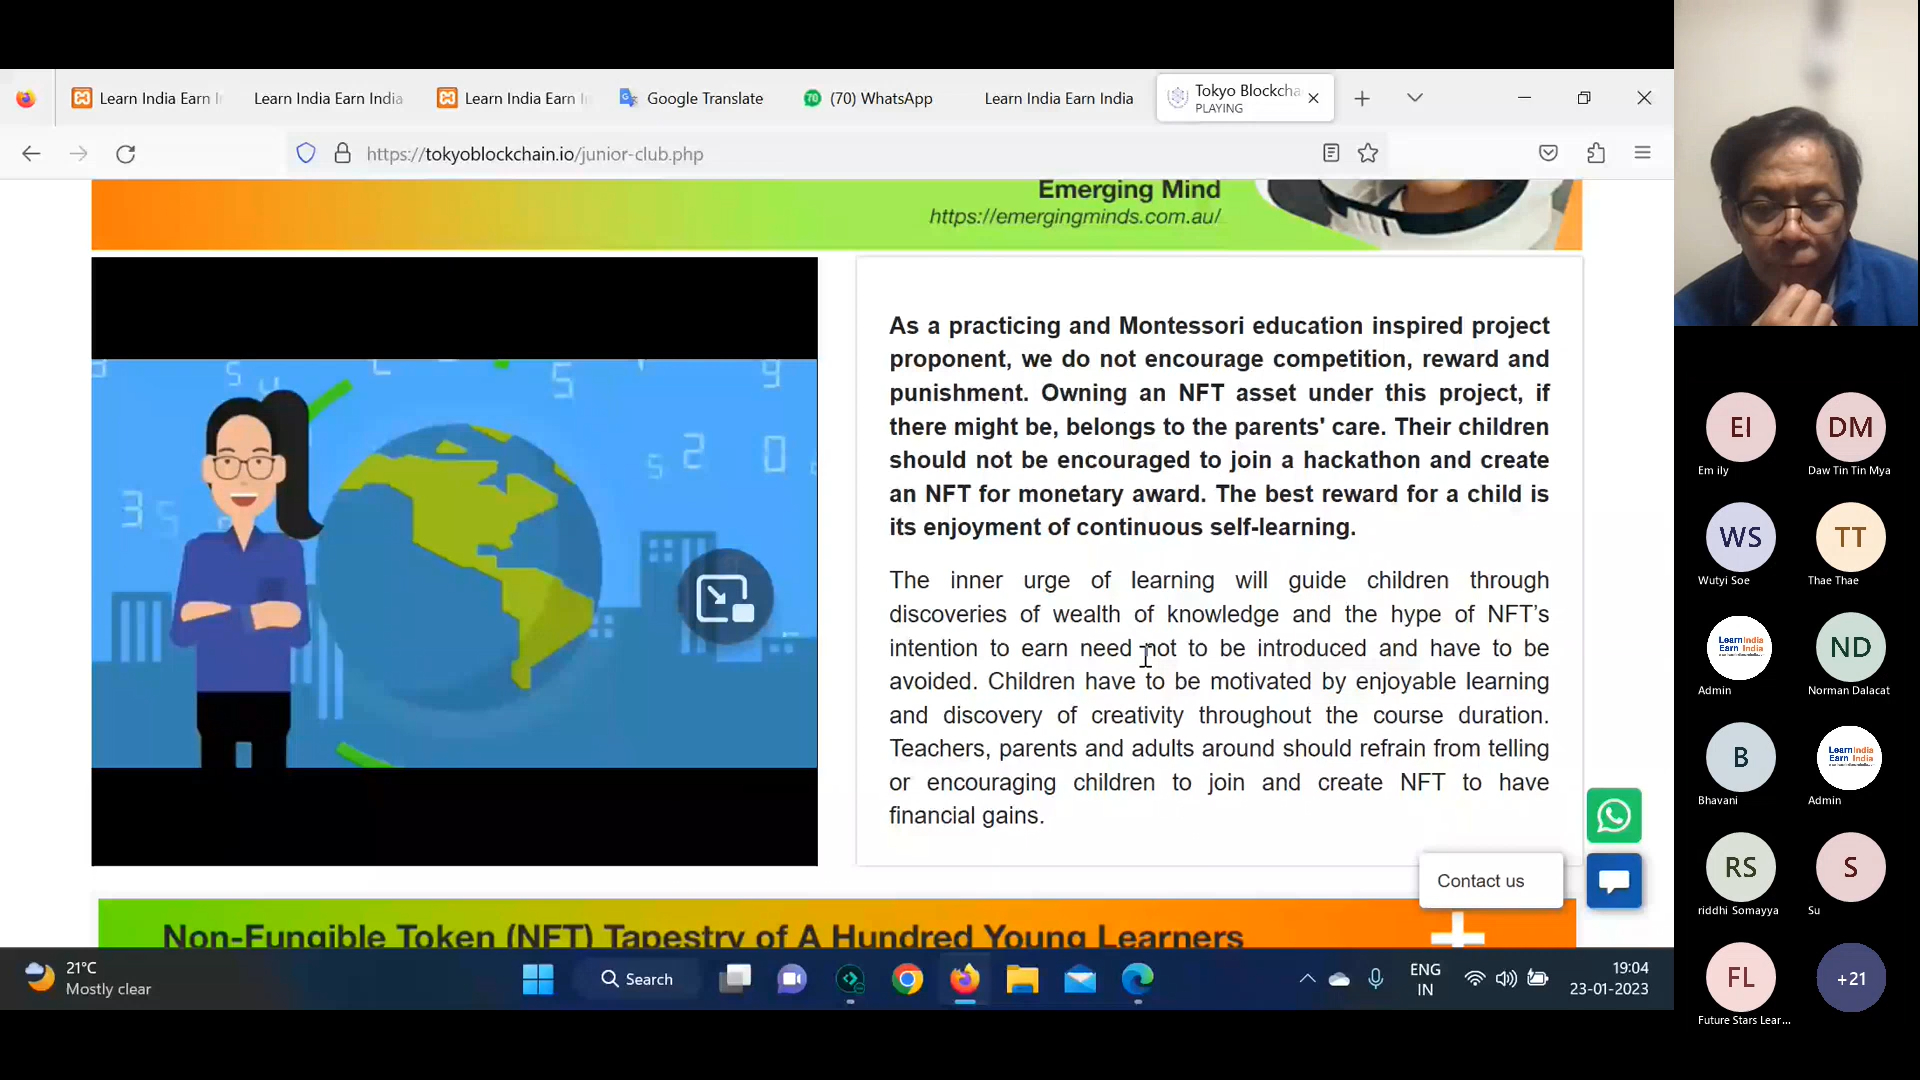 Learn India Earn I
Learn India Earn India
Learn India Earn I
Google Translate
(70) WhatsApp
Learn India Earn India
Tokyo Blockcha
PLAYING
https://tokyoblockchain.io/junior-club.php
Emerging Mind
https://emergingminds.com.au/
As a practicing and Montessori education inspired project
proponent, we do not encourage competition, reward and
punishment. Owning an NFT asset under this project, if
there might be, belongs to the parents' care. Their children
should not be encouraged to join a hackathon and create
an NFT for monetary award. The best reward for a child is
its enjoyment of continuous self-learning.
The inner urge of learning will guide children through
discoveries of wealth of knowledge and the hype of NFT’s
intention to earn need not to be introduced and have to be
avoided. Children have to be motivated by enjoyable learning
and discovery of creativity throughout the course duration.
Teachers, parents and adults around should refrain from telling
or encouraging children to join and create NFT to have
financial gains.
Contact us
Non-Fungible Token (NFT) Tapestry of A Hundred Young Learners
21°C
Mostly clear
Search
ENG
IN
19:04
23-01-2023
EI
Em ily
DM
Daw Tin Tin Mya
WS
Wutyi Soe
TT
Thae Thae
Learn India
Earn India
Admin
ND
Norman Dalacat
B
Bhavani
Learn India
Earn India
Admin
RS
riddhi Somayya
S
Su
FL
Future Stars Lear...
+21